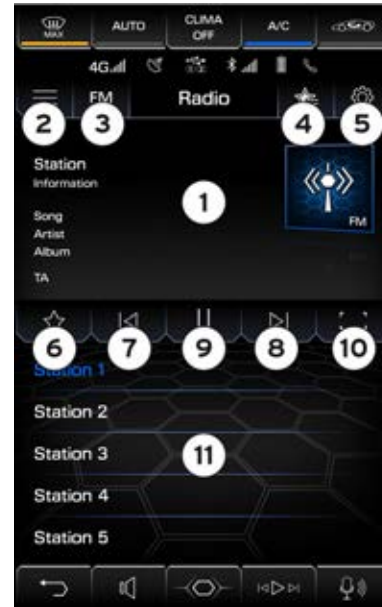 MAX
AUTO
CLIMA
OFF
A/C
4G
FM
Radio
2
3
4
5
Station
Information
1
Song
Artist
Album
FM
TA
6
7
9
8
10
Station 1
Station 2
Station 3
11
Station 4
Station 5